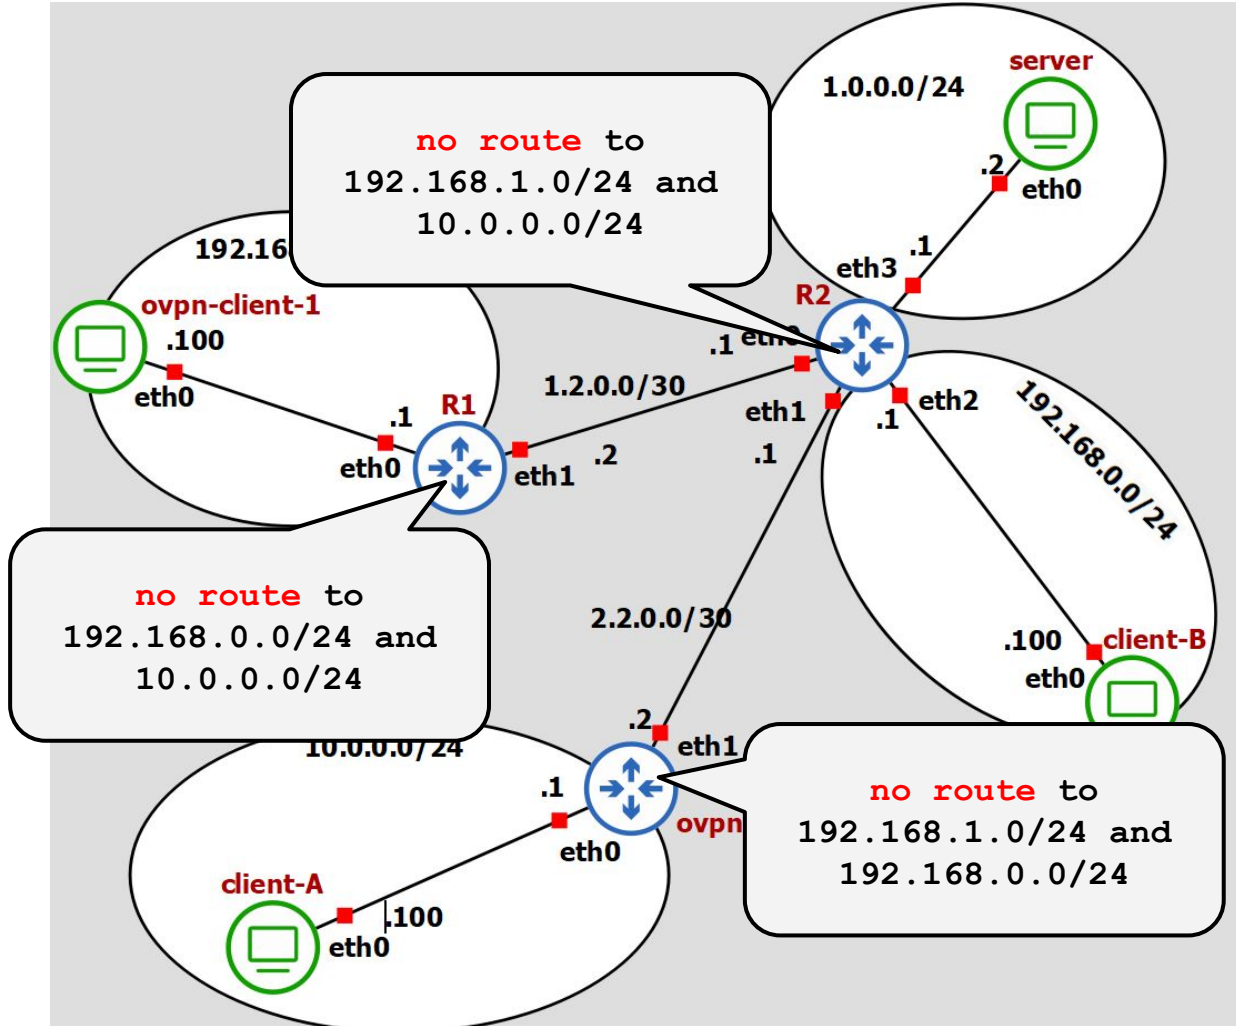 server
1.0.0.0/24
.2
eth0
no route to
192.168.1.0/24 and
10.0.0.0/24
.1
eth3
R2
192.16
ovpn-client-1
.100
eth0
.1
eth0
1.2.0.0/30
R1
.1
eth0
eth1
.2
eth1
.1
eth2
.1
192.168.0.0/24
no route to
192.168.0.0/24 and
10.0.0.0/24
2.2.0.0/30
.100
client-B
eth0
.2
eth1
10.0.0.0/24
.1
ovpn
eth0
no route to
192.168.1.0/24 and
192.168.0.0/24
client-A
.100
eth0